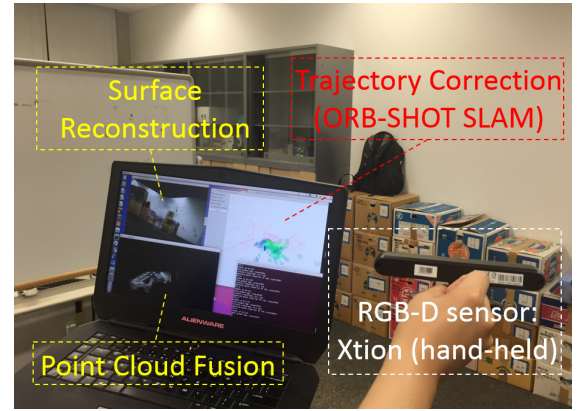 Surface
Reconstruction
Trajectory Correction
(ORB-SHOT SLAM)
RGB-D sensor:
Xtion (hand-held)
Point Cloud Fusion
ALIENWARE